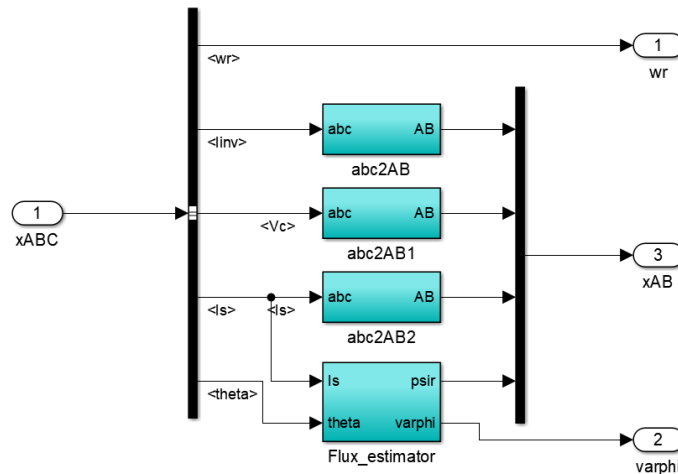 1
wr
<wr>
abc AB
<Iinv>
abc2AB
1
xABC
abc AB
<Vc>
abc2AB1
3
xAB
abc AB
<Is> <Is>
abc2AB2
Is psir
<theta>
theta varphi
Flux_estimator
2
varphi